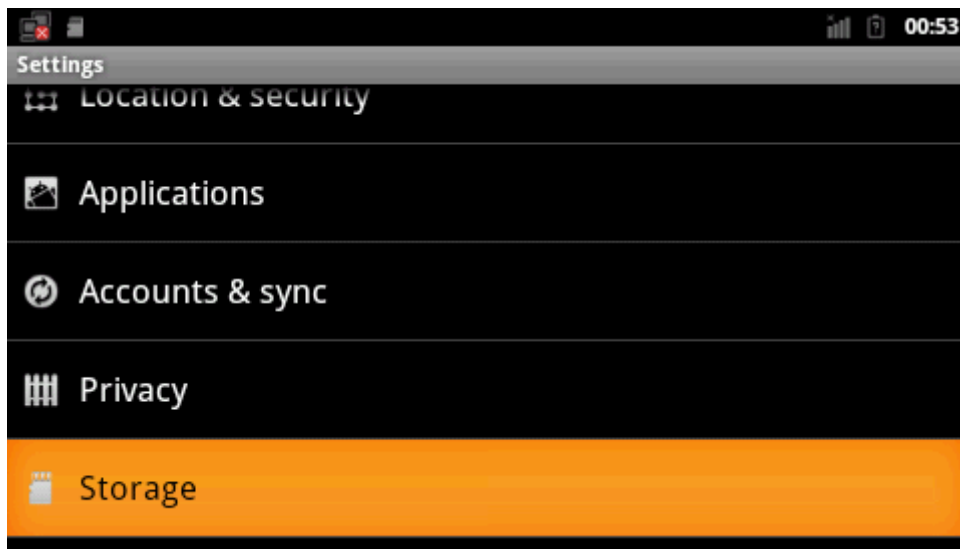 00:53
Settings
Location & security
Applications
Accounts & sync
Privacy
Storage